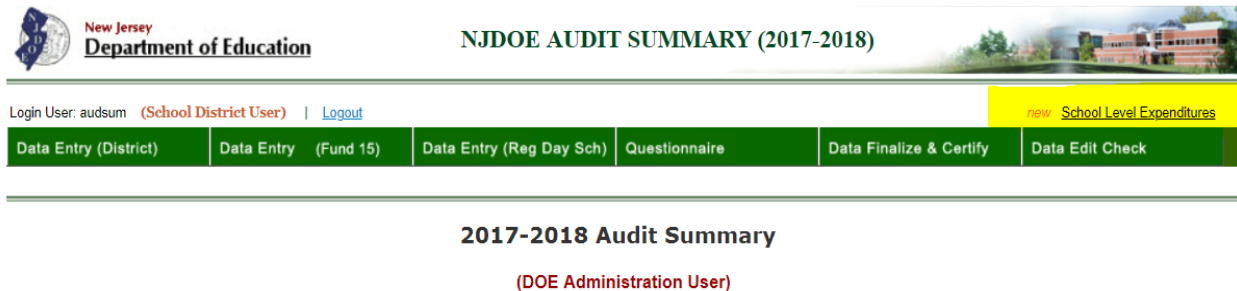 NJDOE
New Jersey
Department of Education
NJDOE AUDIT SUMMARY (2017-2018)
Login User: audsum (School District User) | Logout
new School Level Expenditures
Data Entry (District) Data Entry (Fund 15) Data Entry (Reg Day Sch) Questionnaire Data Finalize & Certify Data Edit Check
2017-2018 Audit Summary
(DOE Administration User)